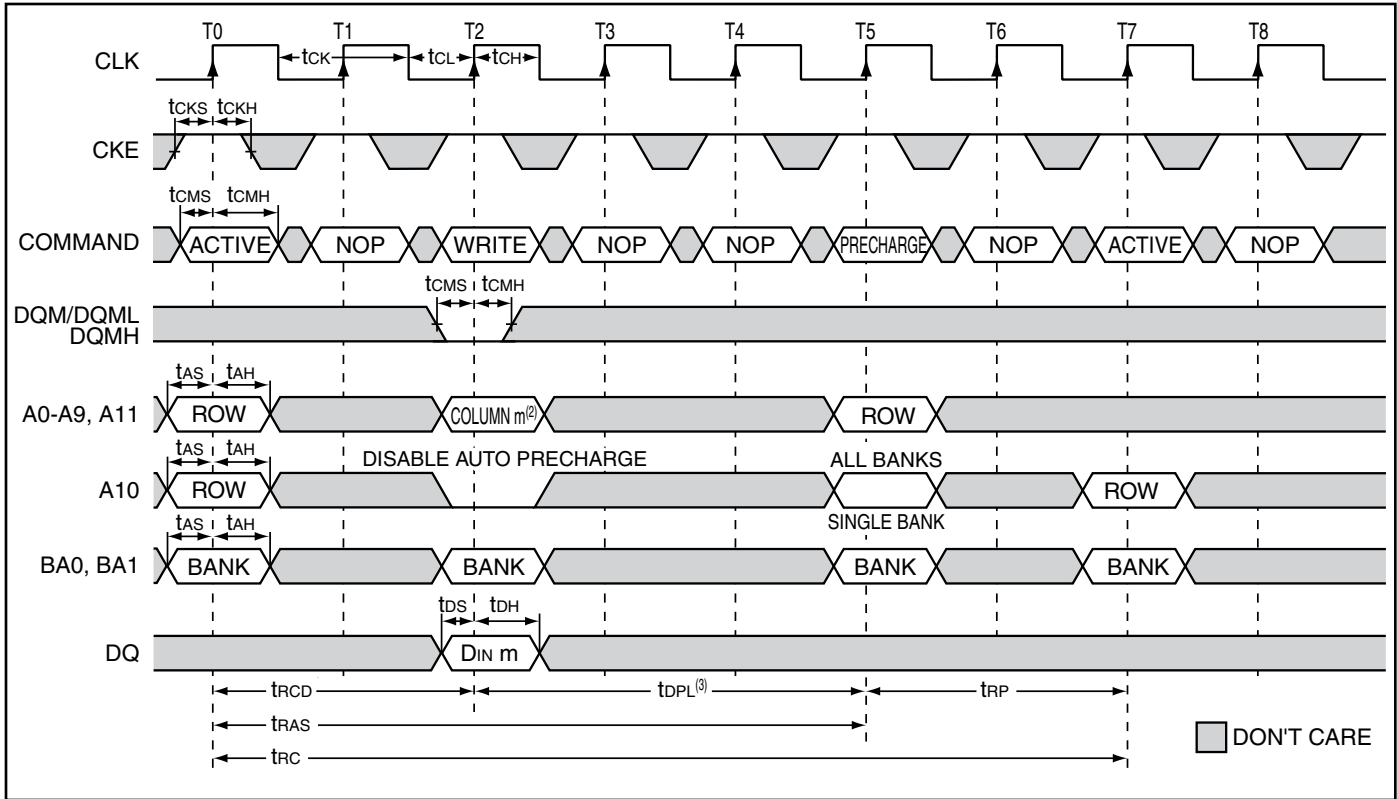 T0 T1 T2 T3 T4 T5 T6 T7 T8
CLK
tCK tCL tCH
tCKS tCKH
CKE
tCMS tCMH
COMMAND ACTIVE NOP WRITE NOP NOP PRECHARGE NOP ACTIVE NOP
tCMS tCMH
DQM/DQML
DQMH
tAS tAH
A0-A9, A11 ROW COLUMN m(2) ROW
tAS tAH DISABLE AUTO PRECHARGE ALL BANKS
A10 ROW ROW
tAS tAH SINGLE BANK
BA0, BA1 BANK BANK BANK BANK
tDS tDH
DQ DIN m
tRCD tDPL(3) tRP
tRAS
DON'T CARE
tRC